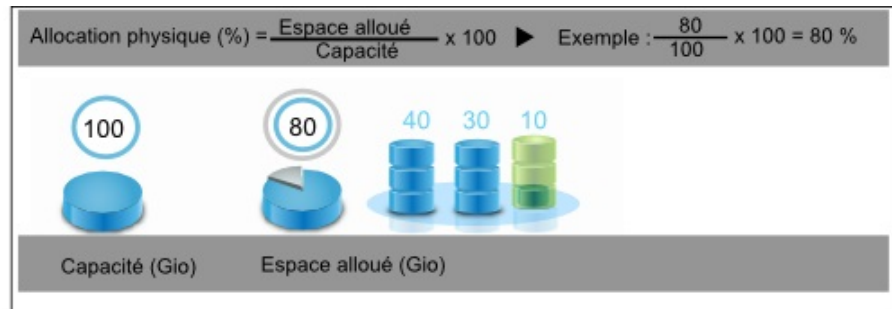 Allocation physique (%) = Espace alloué / Capacité x 100 ▶ Exemple : 80 / 100 x 100 = 80 %
100 80 40 30 10
Capacité (Gio) Espace alloué (Gio)